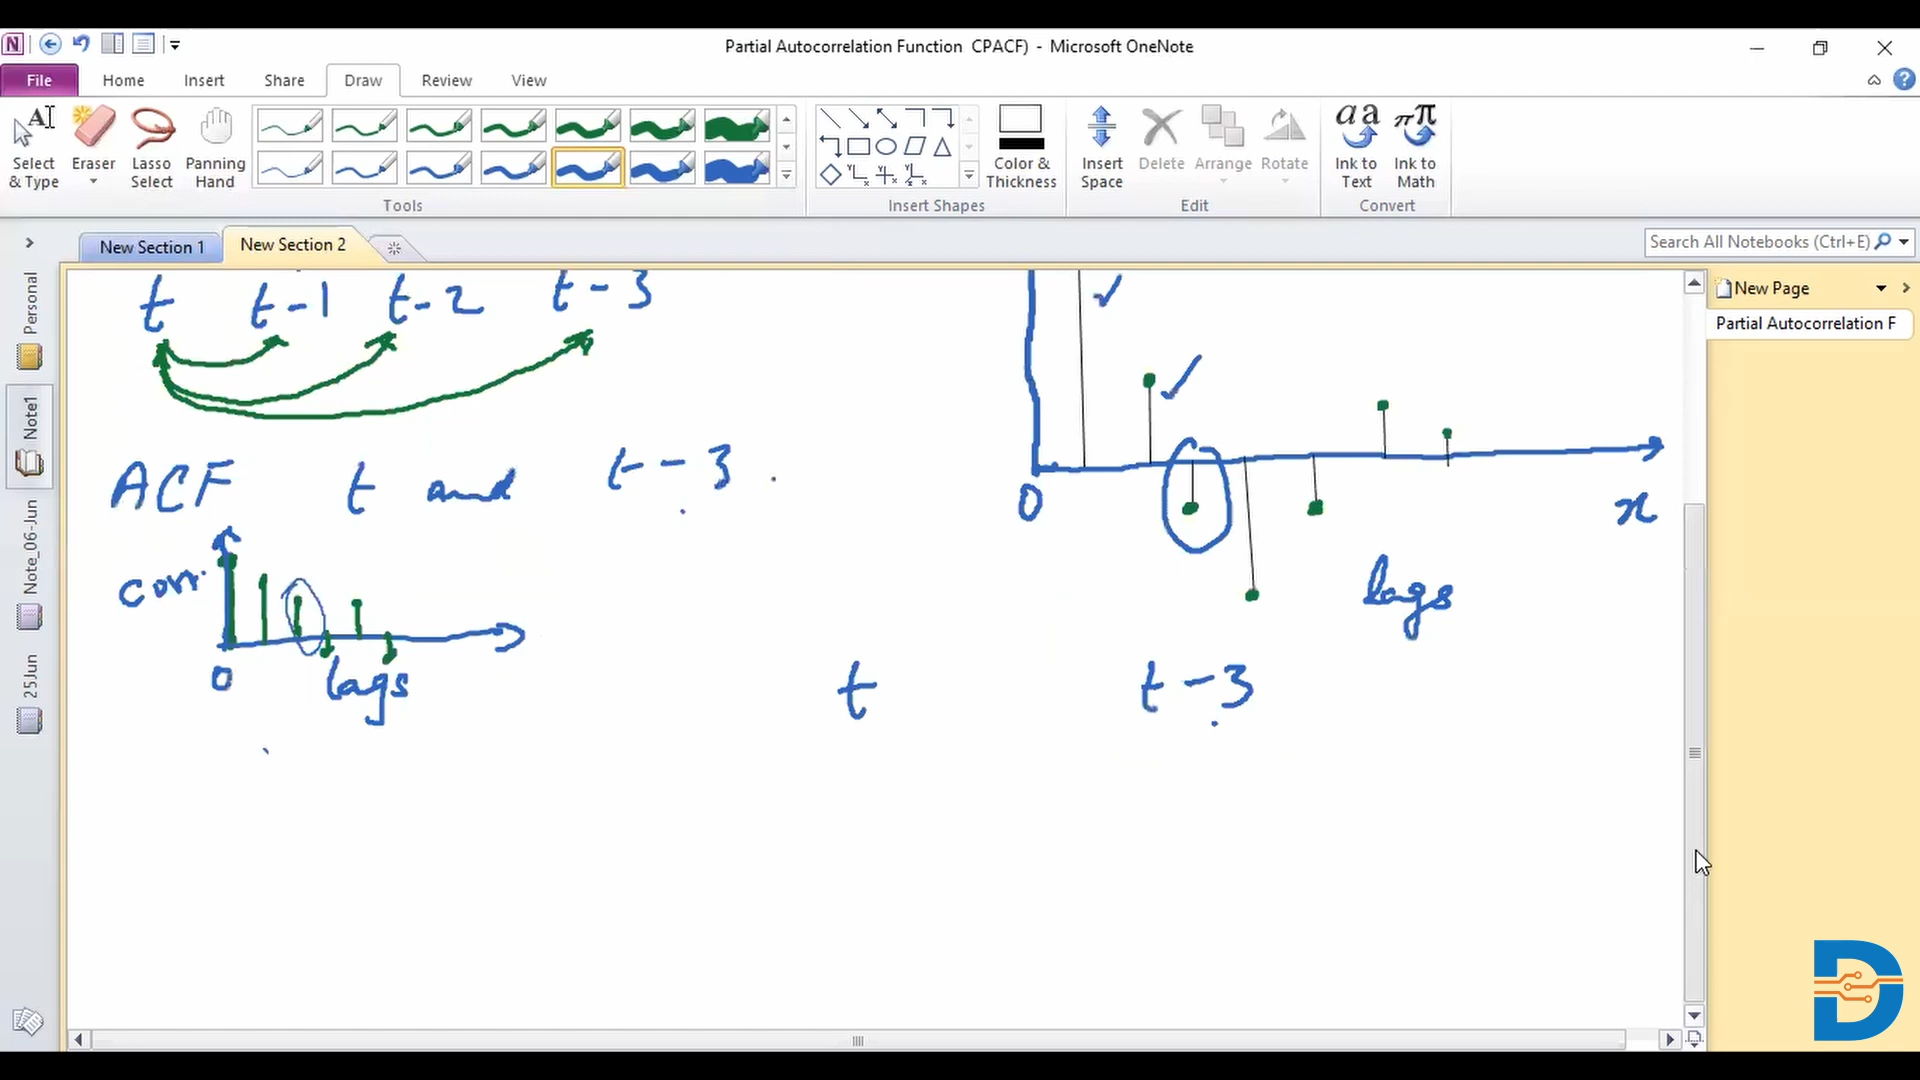 Partial Autocorrelation Function CPACF) - Microsoft OneNote
File Home Insert Share Draw Review View
Select & Type
Eraser
Lasso Select
Panning Hand
Color & Thickness
Insert Space
Delete
Arrange
Rotate
Ink to Text
Ink to Math
Tools
Insert Shapes
Edit
Convert
New Section 1
New Section 2
Search All Notebooks (Ctrl+E)
Personal
Note1
Note_06-Jun
25Jun
New Page
Partial Autocorrelation F
t t-1 t-2 t-3
ACF t and t-3
corr.
0
lags
0
x
lags
t t-3